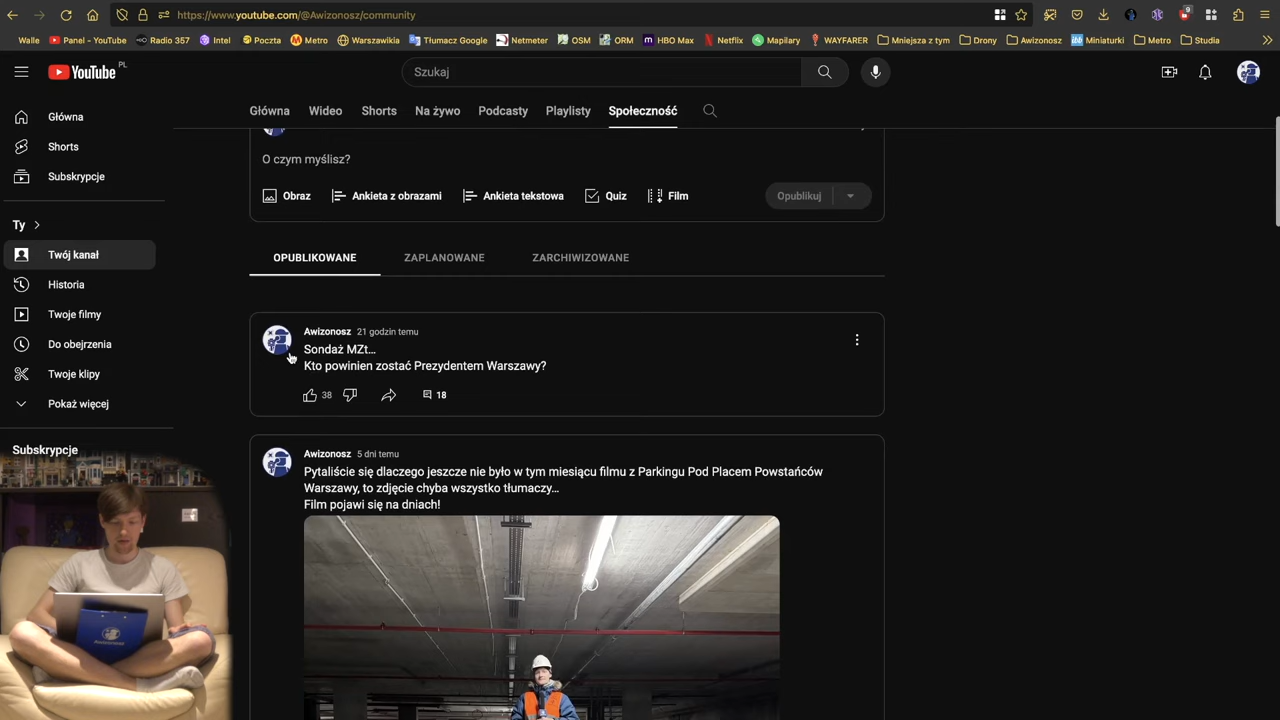 https://www.youtube.com/@Awizonosz/community
9
Walle
Panel - YouTube
Radio 357
Intel
Poczta
Metro
Warszawikia
Tłumacz Google
Netmeter
OSM
ORM
HBO Max
Netflix
Mapilary
WAYFARER
Mniejsza z tym
Drony
Awizonosz
Miniaturki
Metro
Studia
YouTube PL
Szukaj
Główna
Wideo
Shorts
Na żywo
Podcasty
Playlisty
Społeczność
Główna
Shorts
Subskrypcje
Ty
Twój kanał
Historia
Twoje filmy
Do obejrzenia
Twoje klipy
Pokaż więcej
Subskrypcje
O czym myślisz?
Obraz
Ankieta z obrazami
Ankieta tekstowa
Quiz
Film
Opublikuj
OPUBLIKOWANE
ZAPLANOWANE
ZARCHIWIZOWANE
Awizonosz 21 godzin temu
Sondaż MZt...
Kto powinien zostać Prezydentem Warszawy?
38
18
Awizonosz 5 dni temu
Pytaliście się dlaczego jeszcze nie było w tym miesiącu filmu z Parkingu Pod Placem Powstańców
Warszawy, to zdjęcie chyba wszystko tłumaczy...
Film pojawi się na dniach!